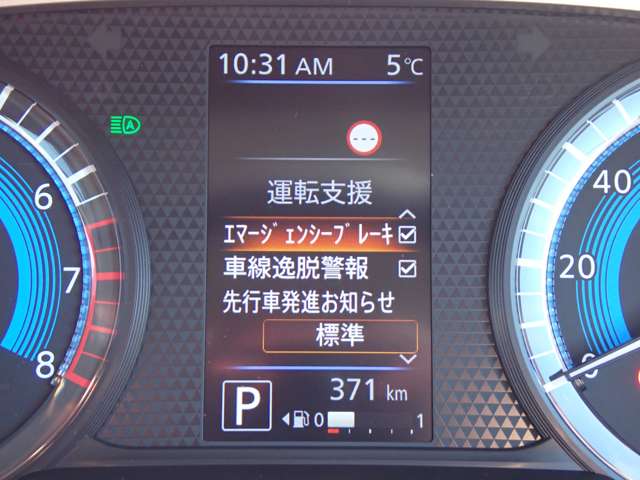 10:31 AM 5℃
A
---
運転支援
ｴﾏｰｼﾞｪﾝｼｰﾌﾞﾚｰｷ
車線逸脱警報
先行車発進お知らせ
標準
371 km
P
0 1
6
7
8
40
20
0